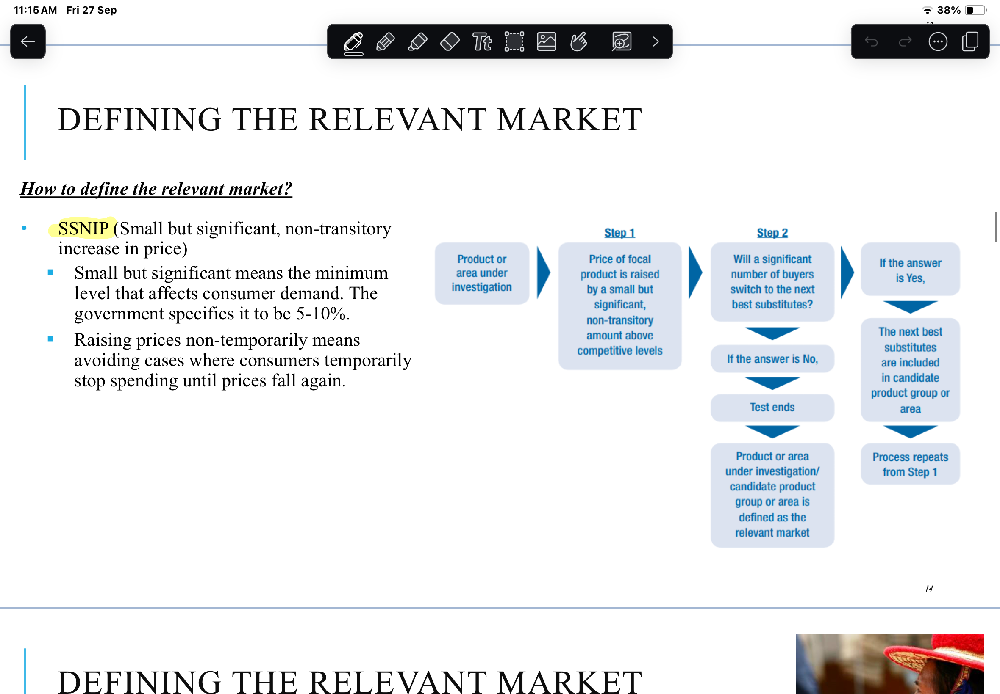 11:15 AM Fri 27 Sep
38%
Tt
DEFINING THE RELEVANT MARKET
How to define the relevant market?
• SSNIP (Small but significant, non-transitory
increase in price)
▪ Small but significant means the minimum
level that affects consumer demand. The
government specifies it to be 5-10%.
▪ Raising prices non-temporarily means
avoiding cases where consumers temporarily
stop spending until prices fall again.
Product or
area under
investigation
Step 1
Price of focal
product is raised
by a small but
significant,
non-transitory
amount above
competitive levels
Step 2
Will a significant
number of buyers
switch to the next
best substitutes?
If the answer is No,
Test ends
Product or area
under investigation/
candidate product
group or area is
defined as the
relevant market
If the answer
is Yes,
The next best
substitutes
are included
in candidate
product group or
area
Process repeats
from Step 1
14
DEFINING THE RELEVANT MARKET